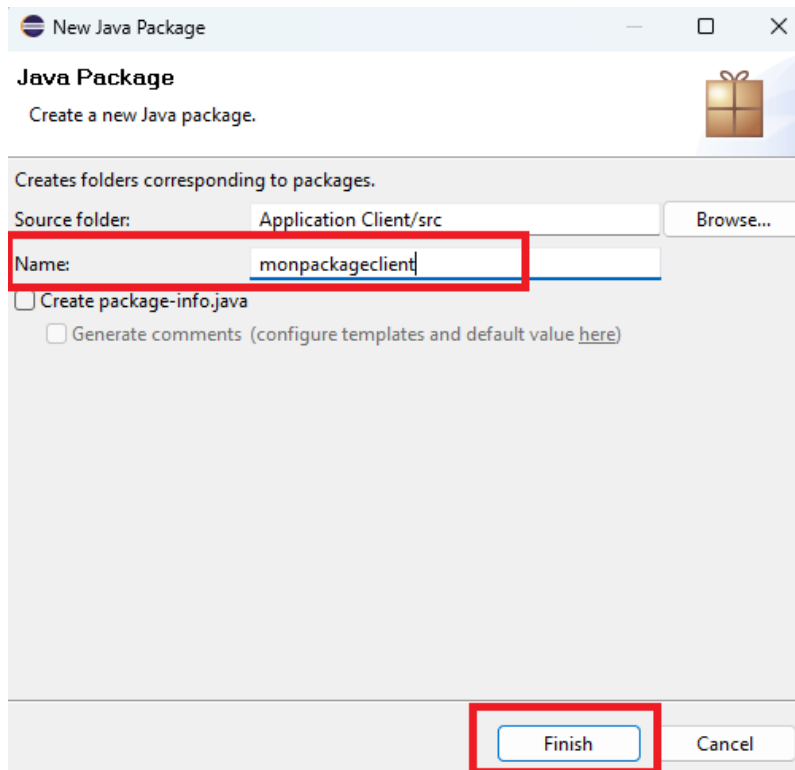 New Java Package
Java Package
Create a new Java package.
Creates folders corresponding to packages.
Source folder: Application Client/src Browse...
Name: monpackageclient
Create package-info.java
Generate comments (configure templates and default value here)
Finish Cancel